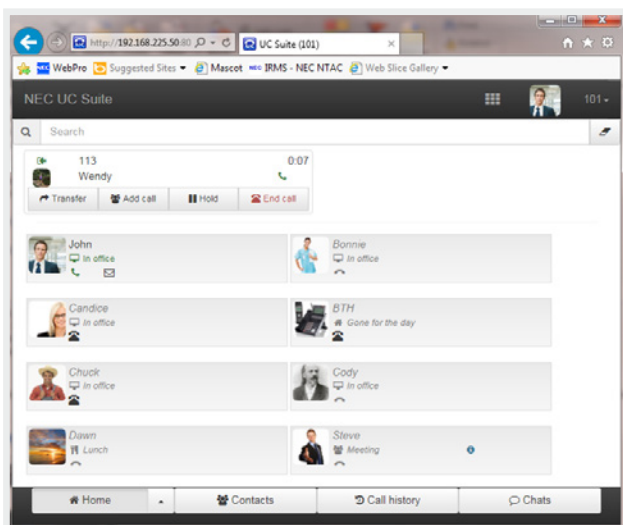 http://192.168.225.50:80
UC Suite (101)
WebPro Suggested Sites Mascot NEC IRMS - NEC NTAC Web Slice Gallery
NEC UC Suite 101
Search
113 0:07
Wendy
Transfer Add call Hold End call
John Bonnie
In office In office
Candice BTH
In office Gone for the day
Chuck Cody
In office In office
Dawn Steve
Lunch Meeting
Home Contacts Call history Chats